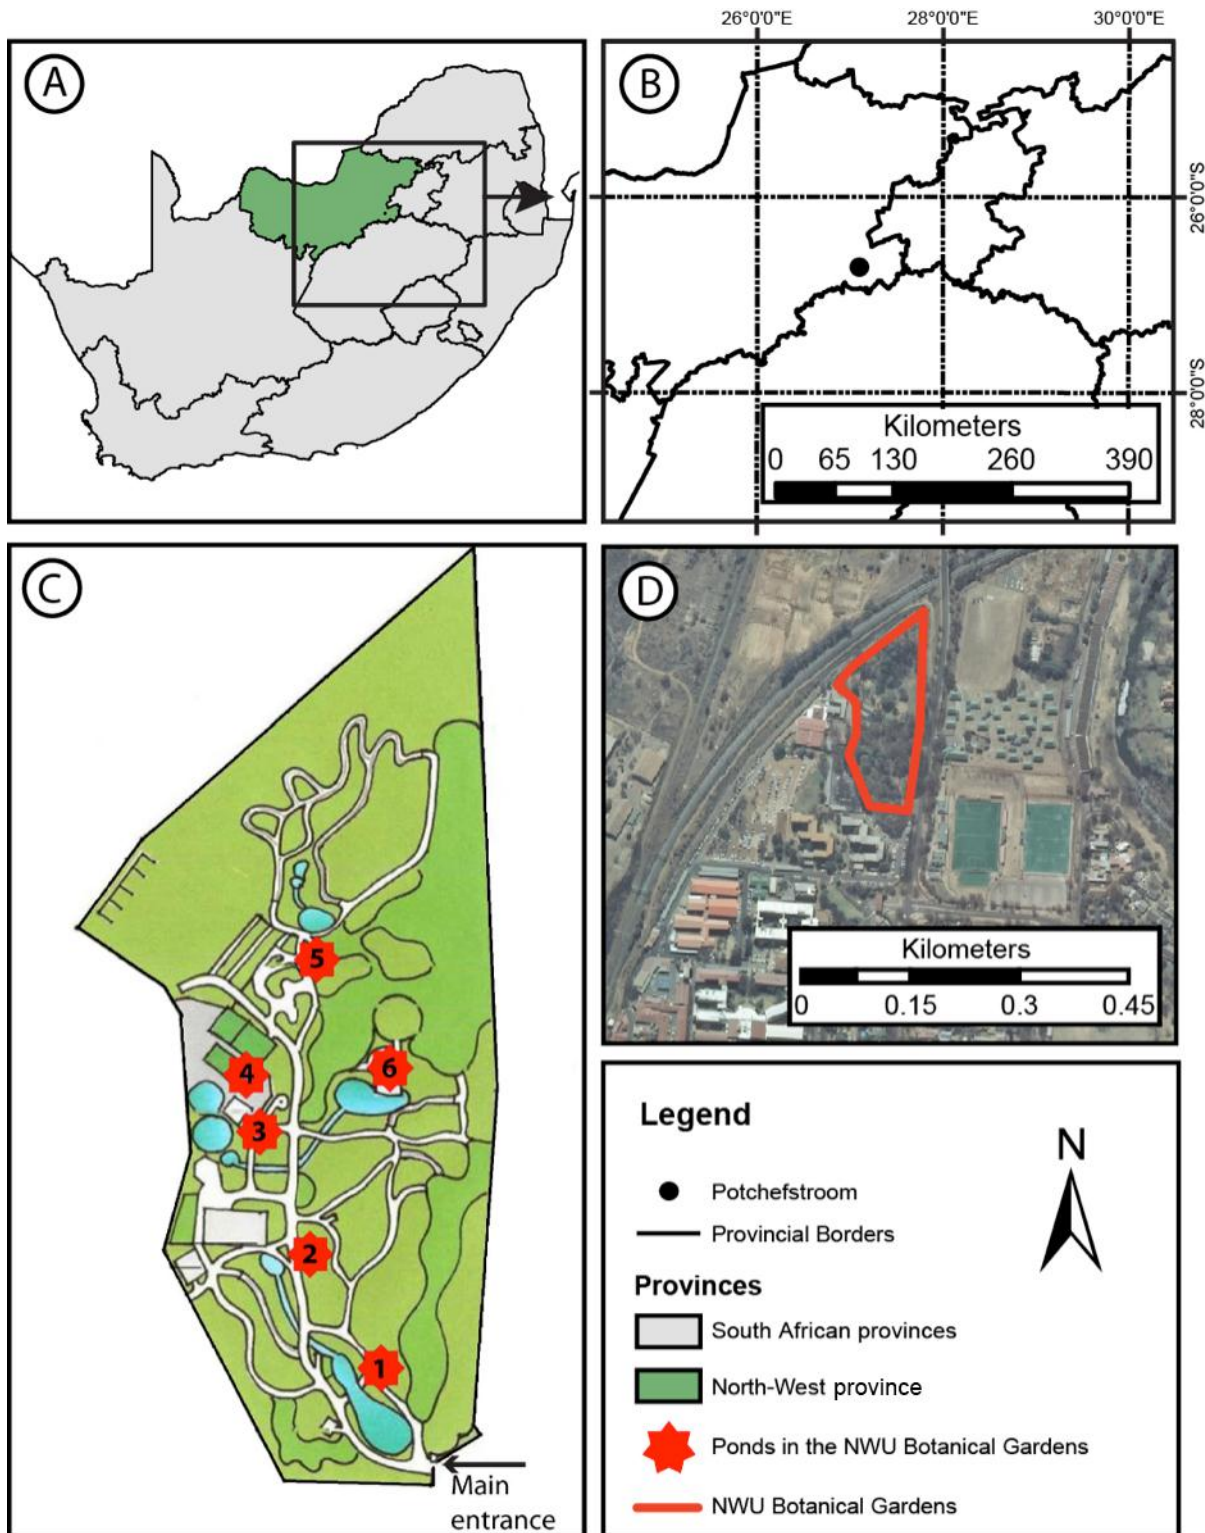 26°0'0"E 28°0'0"E 30°0'0"E
A
B
26°0'0"S
28°0'0"S
Kilometers
0 65 130 260 390
C
5
4
6
3
2
1
Main
entrance
D
Kilometers
0 0.15 0.3 0.45
Legend
N
Potchefstroom
Provincial Borders
Provinces
South African provinces
North-West province
Ponds in the NWU Botanical Gardens
NWU Botanical Gardens